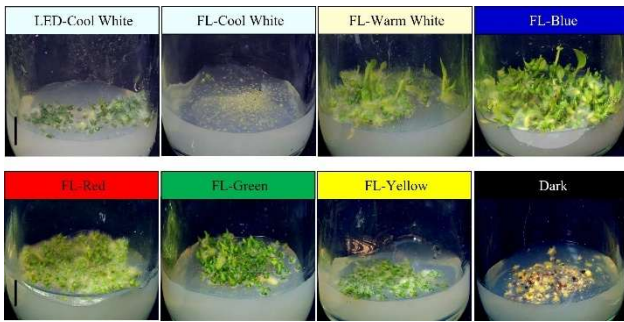 LED-Cool White
FL-Cool White
FL-Warm White
FL-Blue
FL-Red
FL-Green
FL-Yellow
Dark